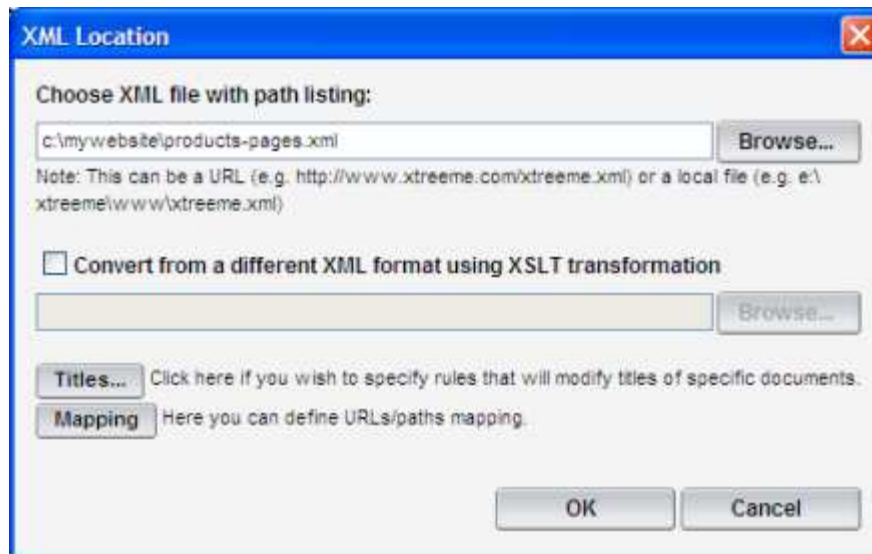 XML Location
Choose XML file with path listing:
c:\mywebsite\products-pages.xml
Browse...
Note: This can be a URL (e.g. http://www.xtreeme.com/xtreeme.xml) or a local file (e.g. e:\
xtreeme\www\xtreeme.xml)
Convert from a different XML format using XSLT transformation
Browse...
Titles... Click here if you wish to specify rules that will modify titles of specific documents.
Mapping Here you can define URLs/paths mapping.
OK Cancel